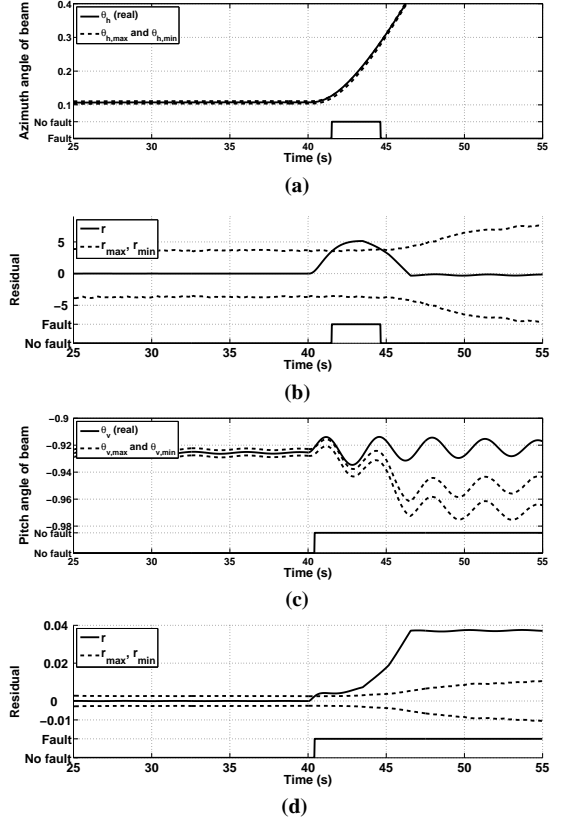 0.4
θh (real)
θh,max and θh,min
0.3
0.2
0.1
No fault
Fault
Azimuth angle of beam
25 30 35 40 45 50 55
Time (s)
(a)
r
rmax, rmin
5
0
−5
Fault
No fault
Residual
25 30 35 40 45 50 55
Time (s)
(b)
−0.9
θv (real)
θv,max and θv,min
−0.92
−0.94
−0.96
−0.98
No fault
No fault
Pitch angle of beam
25 30 35 40 45 50 55
Time (s)
(c)
0.04
r
rmax, rmin
0.02
0
−0.01
Fault
No fault
Residual
25 30 35 40 45 50 55
Time (s)
(d)